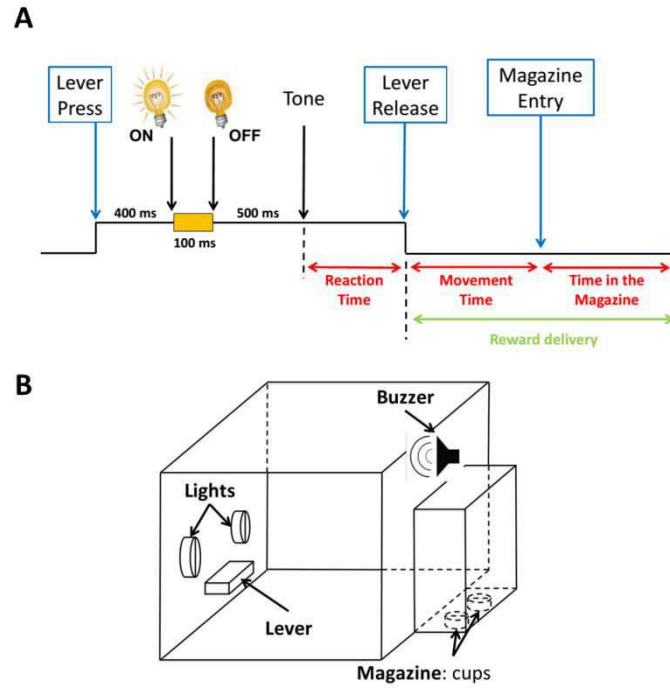 A
Lever
Press
ON
OFF
Tone
Lever
Release
Magazine
Entry
400 ms
500 ms
100 ms
Reaction
Time
Movement
Time
Time in the
Magazine
Reward delivery
B
Buzzer
Lights
Lever
Magazine: cups